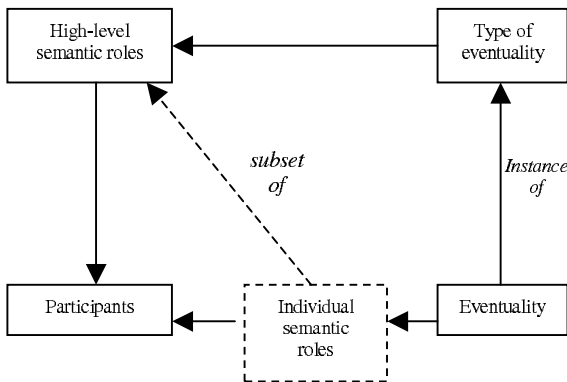 High-level
semantic roles
Type of
eventuality
subset
of
Instance
of
Participants
Individual
semantic
roles
Eventuality